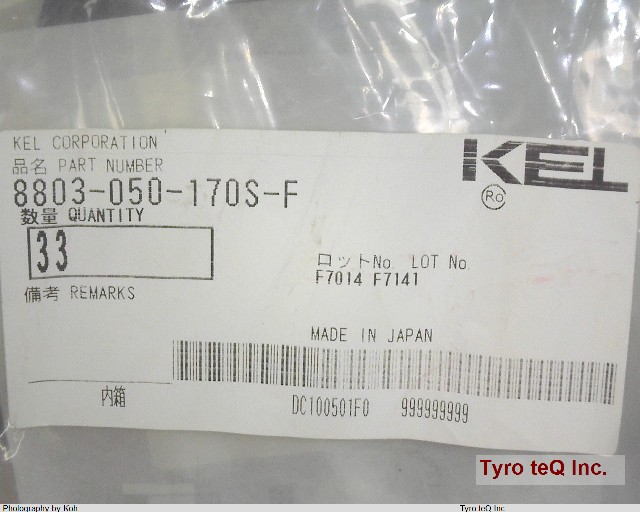 KEL CORPORATION
品名 PART NUMBER
8803-050-170S-F
KEL
Ro
数量 QUANTITY
33
ロットNo. LOT No.
F7014 F7141
備考 REMARKS
MADE IN JAPAN
内箱
DC100501F0 999999999
Tyro teQ Inc.
Photography by Koh
Tyro teQ Inc